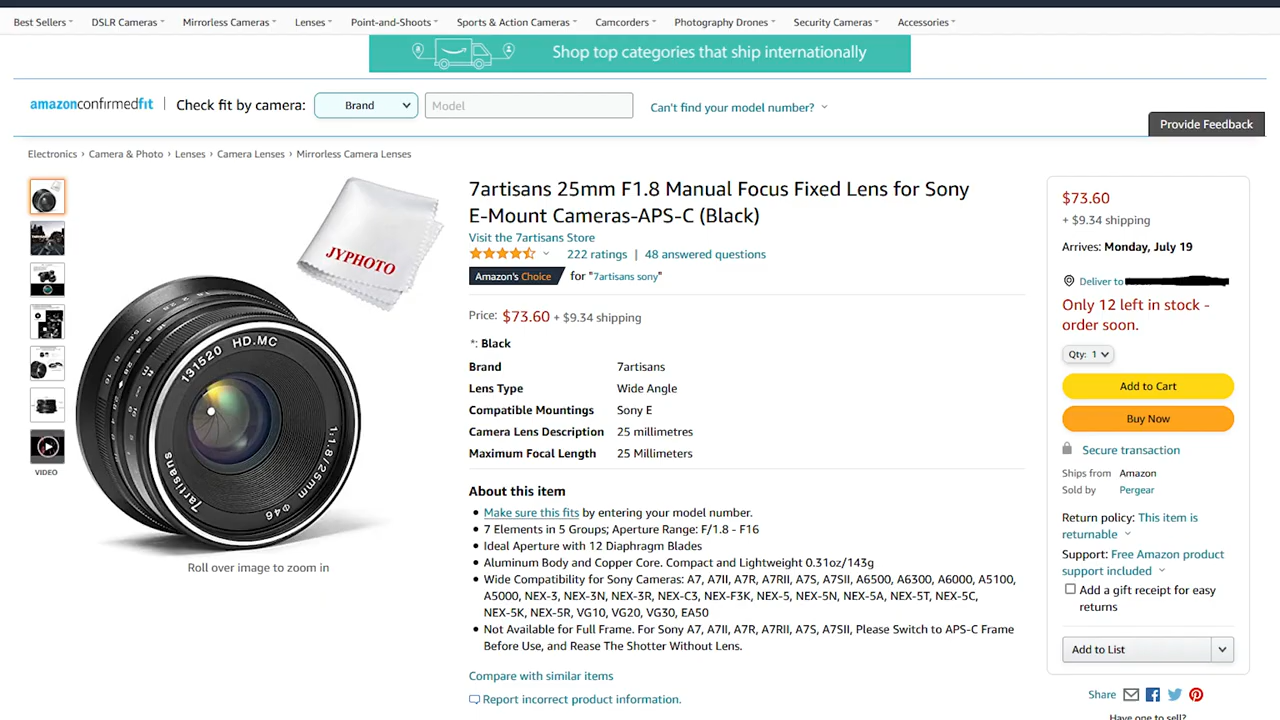 Best Sellers DSLR Cameras Mirrorless Cameras Lenses Point-and-Shoots Sports & Action Cameras Camcorders Photography Drones Security Cameras Accessories
Shop top categories that ship internationally
amazonconfirmedfit Check fit by camera: Brand Model Can't find your model number?
Provide Feedback
Electronics › Camera & Photo › Lenses › Camera Lenses › Mirrorless Camera Lenses
JYPHOTO
131520 HD.MC
1:1.8/25mm Φ46
7artisans
VIDEO
Roll over image to zoom in
7artisans 25mm F1.8 Manual Focus Fixed Lens for Sony
E-Mount Cameras-APS-C (Black)
Visit the 7artisans Store
222 ratings | 48 answered questions
Amazon's Choice for "7artisans sony"
Price: $73.60 + $9.34 shipping
*: Black
Brand 7artisans
Lens Type Wide Angle
Compatible Mountings Sony E
Camera Lens Description 25 millimetres
Maximum Focal Length 25 Millimeters
About this item
Make sure this fits by entering your model number.
7 Elements in 5 Groups; Aperture Range: F/1.8 - F16
Ideal Aperture with 12 Diaphragm Blades
Aluminum Body and Copper Core. Compact and Lightweight 0.31oz/143g
Wide Compatibility for Sony Cameras: A7, A7II, A7R, A7RII, A7S, A7SII, A6500, A6300, A6000, A5100,
A5000, NEX-3, NEX-3N, NEX-3R, NEX-C3, NEX-F3K, NEX-5, NEX-5N, NEX-5A, NEX-5T, NEX-5C,
NEX-5K, NEX-5R, VG10, VG20, VG30, EA50
Not Available for Full Frame. For Sony A7, A7II, A7R, A7RII, A7S, A7SII, Please Switch to APS-C Frame
Before Use, and Rease The Shotter Without Lens.
Compare with similar items
Report incorrect product information.
$73.60
+ $9.34 shipping
Arrives: Monday, July 19
Deliver to
Only 12 left in stock -
order soon.
Qty: 1
Add to Cart
Buy Now
Secure transaction
Ships from Amazon
Sold by Pergear
Return policy: This item is
returnable
Support: Free Amazon product
support included
Add a gift receipt for easy
returns
Add to List
Share
Have one to sell?